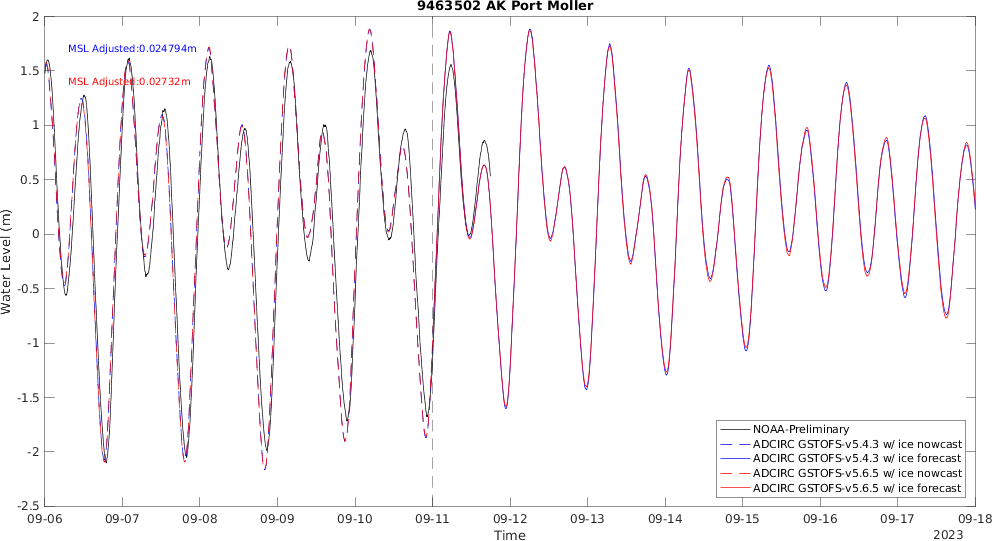 9463502 AK Port Moller
MSL Adjusted:0.024794m
MSL Adjusted:0.02732m
Water Level (m)
2
1.5
1
0.5
0
-0.5
-1
-1.5
-2
-2.5
NOAA-Preliminary
ADCIRC GSTOFS-v5.4.3 w/ ice nowcast
ADCIRC GSTOFS-v5.4.3 w/ ice forecast
ADCIRC GSTOFS-v5.6.5 w/ ice nowcast
ADCIRC GSTOFS-v5.6.5 w/ ice forecast
09-06 09-07 09-08 09-09 09-10 09-11 09-12 09-13 09-14 09-15 09-16 09-17 09-18
Time
2023